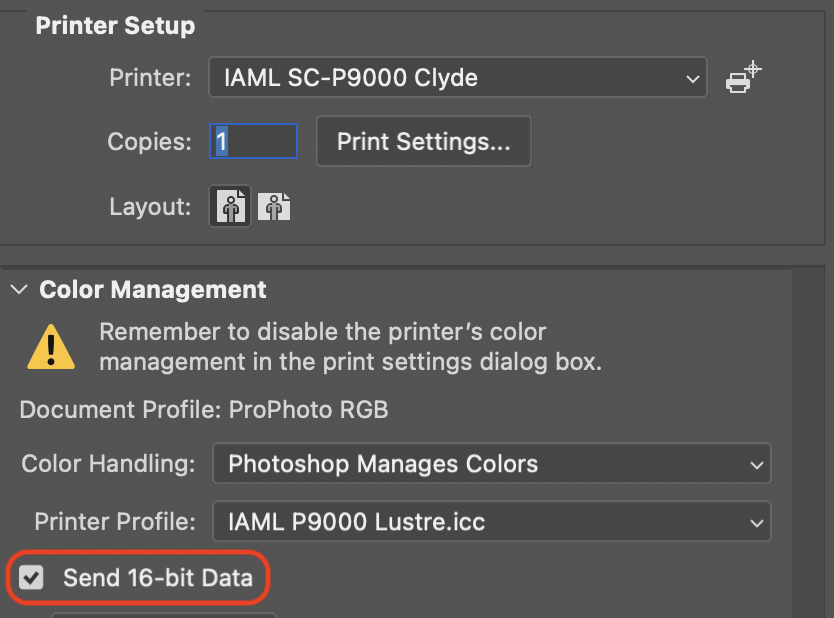 Printer Setup
Printer: IAML SC-P9000 Clyde
Copies: 1 Print Settings...
Layout:
Color Management
Remember to disable the printer's color
management in the print settings dialog box.
Document Profile: ProPhoto RGB
Color Handling: Photoshop Manages Colors
Printer Profile: IAML P9000 Lustre.icc
Send 16-bit Data